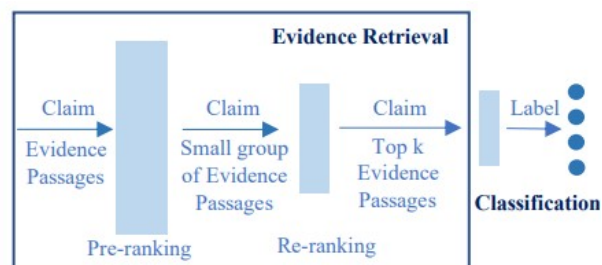 Evidence Retrieval
Claim
Evidence
Passages
Pre-ranking
Claim
Small group
of Evidence
Passages
Re-ranking
Claim
Top k
Evidence
Passages
Label
Classification